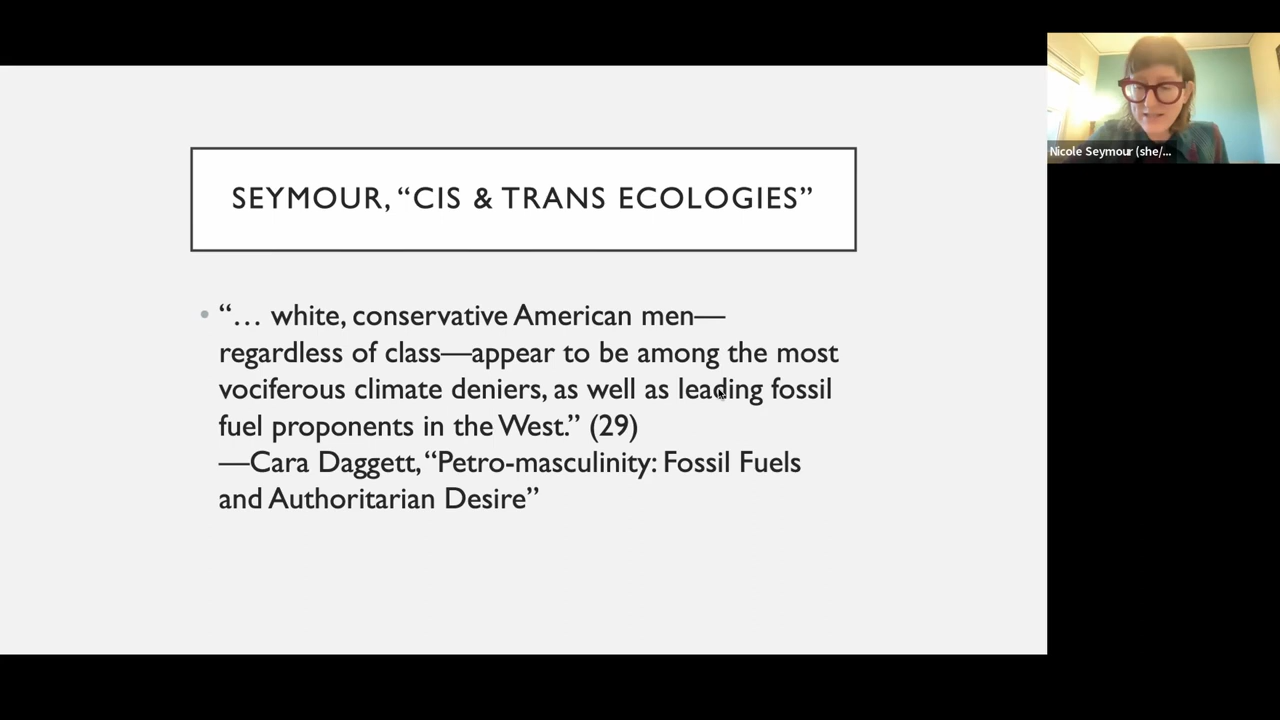 SEYMOUR, “CIS & TRANS ECOLOGIES”
• “… white, conservative American men—
regardless of class—appear to be among the most
vociferous climate deniers, as well as leading fossil
fuel proponents in the West.” (29)
—Cara Daggett, “Petro-masculinity: Fossil Fuels
and Authoritarian Desire”
Nicole Seymour (she/...